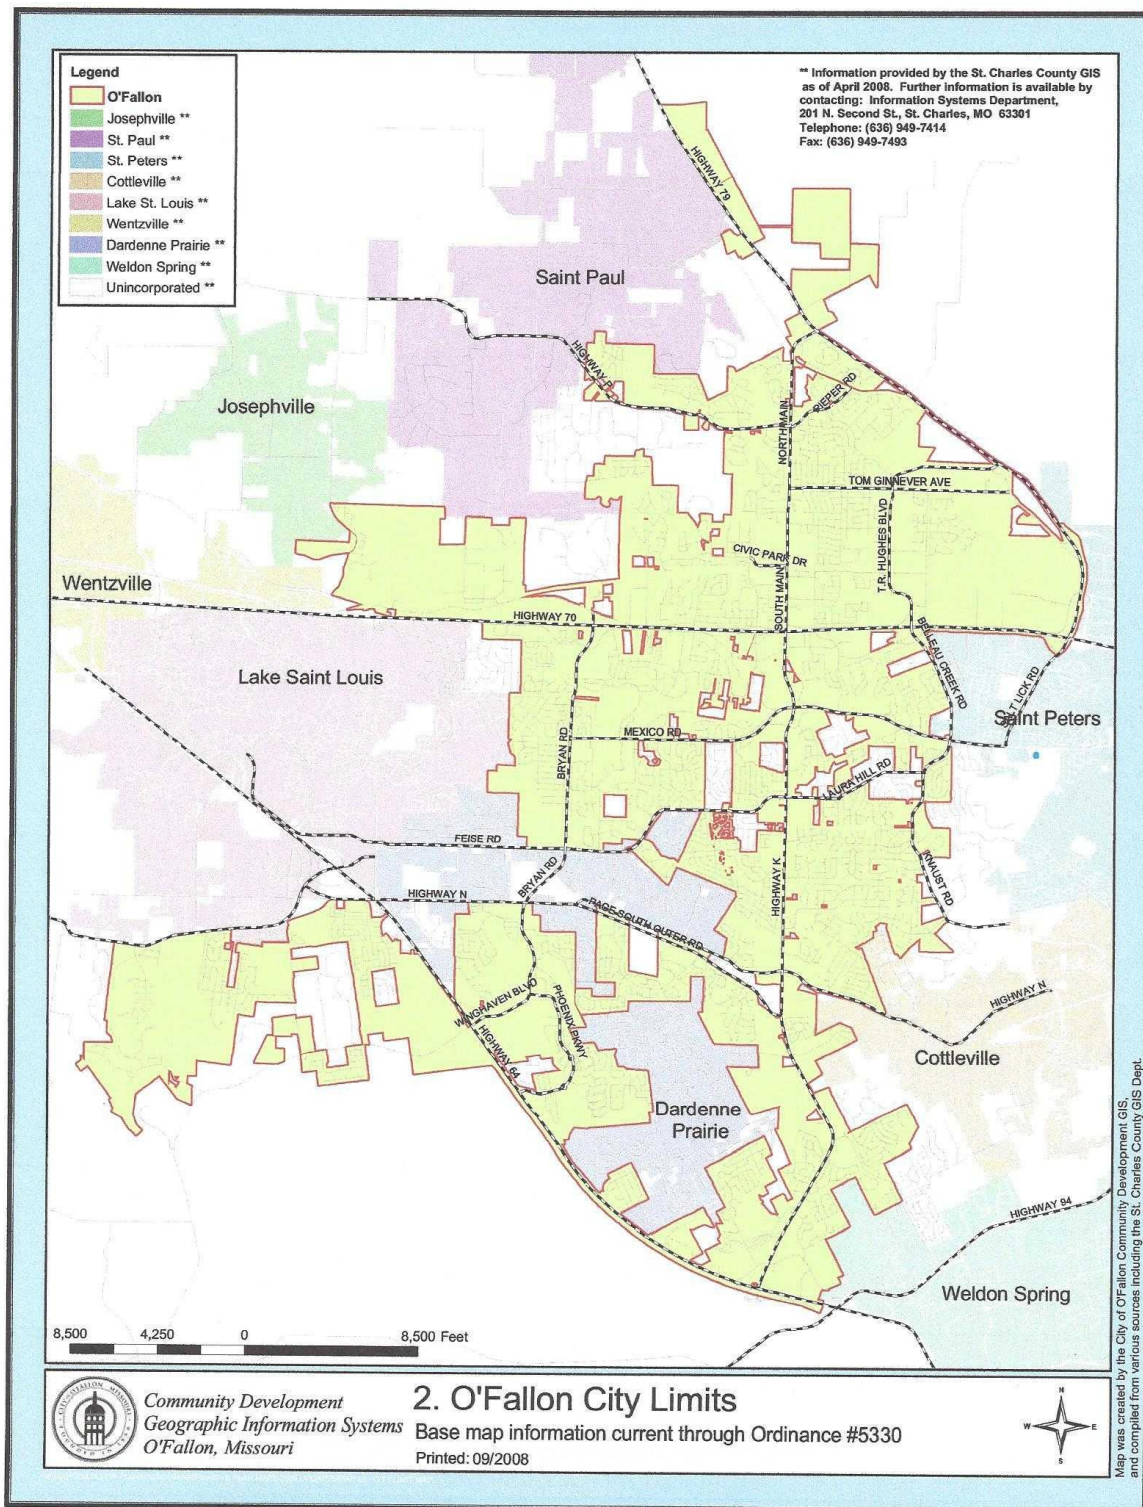 Legend
O'Fallon
Josephville **
St. Paul **
St. Peters **
Cottleville **
Lake St. Louis **
Wentzville **
Dardenne Prairie **
Weldon Spring **
Unincorporated **
** Information provided by the St. Charles County GIS
as of April 2008. Further information is available by
contacting: Information Systems Department,
201 N. Second St., St. Charles, MO 63301
Telephone: (636) 949-7414
Fax: (636) 949-7493
HIGHWAY 79
Saint Paul
HIGHWAY P
Josephville
PIEPER RD
NORTH MAIN
TOM GINNEVER AVE
T.R. HUGHES BLVD
CIVIC PARK DR
SOUTH MAIN
Wentzville
HIGHWAY 70
BELLEAU CREEK RD
Lake Saint Louis
SALT LICK RD
Saint Peters
MEXICO RD
BRYAN RD
LAURA HILL RD
FEISE RD
KNAUST RD
HIGHWAY K
BRYAN RD
HIGHWAY N
PAGE SOUTH OUTER RD
WINGHAVEN BLVD
PHOENIX PKWY
HIGHWAY N
HIGHWAY 64
Cottleville
Dardenne
Prairie
HIGHWAY 94
Weldon Spring
8,500 4,250 0 8,500 Feet
Community Development
Geographic Information Systems
O'Fallon, Missouri
2. O'Fallon City Limits
Base map information current through Ordinance #5330
Printed: 09/2008
N
W E
S
Map was created by the City of O'Fallon Community Development GIS,
and compiled from various sources including the St. Charles County GIS Dept.